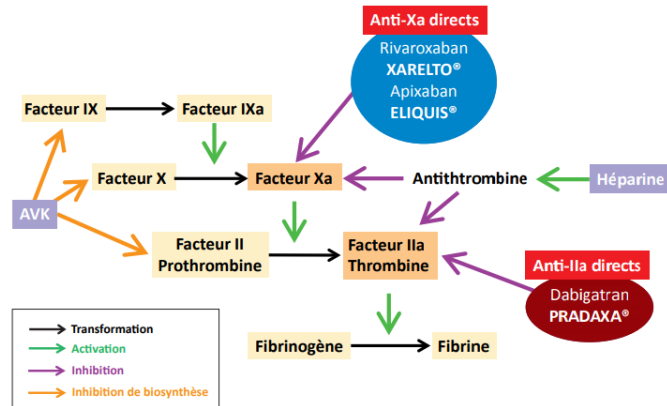 Anti-Xa directs
Rivaroxaban
XARELTO®
Apixaban
ELIQUIS®
Facteur IX
Facteur IXa
Facteur X
Facteur Xa
Antithrombine
Héparine
AVK
Facteur II
Prothrombine
Facteur IIa
Thrombine
Anti-IIa directs
Dabigatran
PRADAXA®
Fibrinogène
Fibrine
Transformation
Activation
Inhibition
Inhibition de biosynthèse